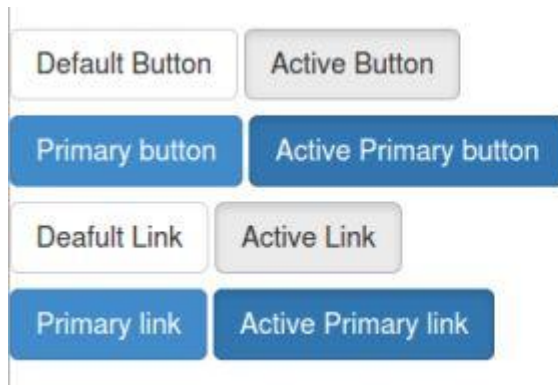 Default Button Active Button
Primary button Active Primary button
Deafult Link Active Link
Primary link Active Primary link